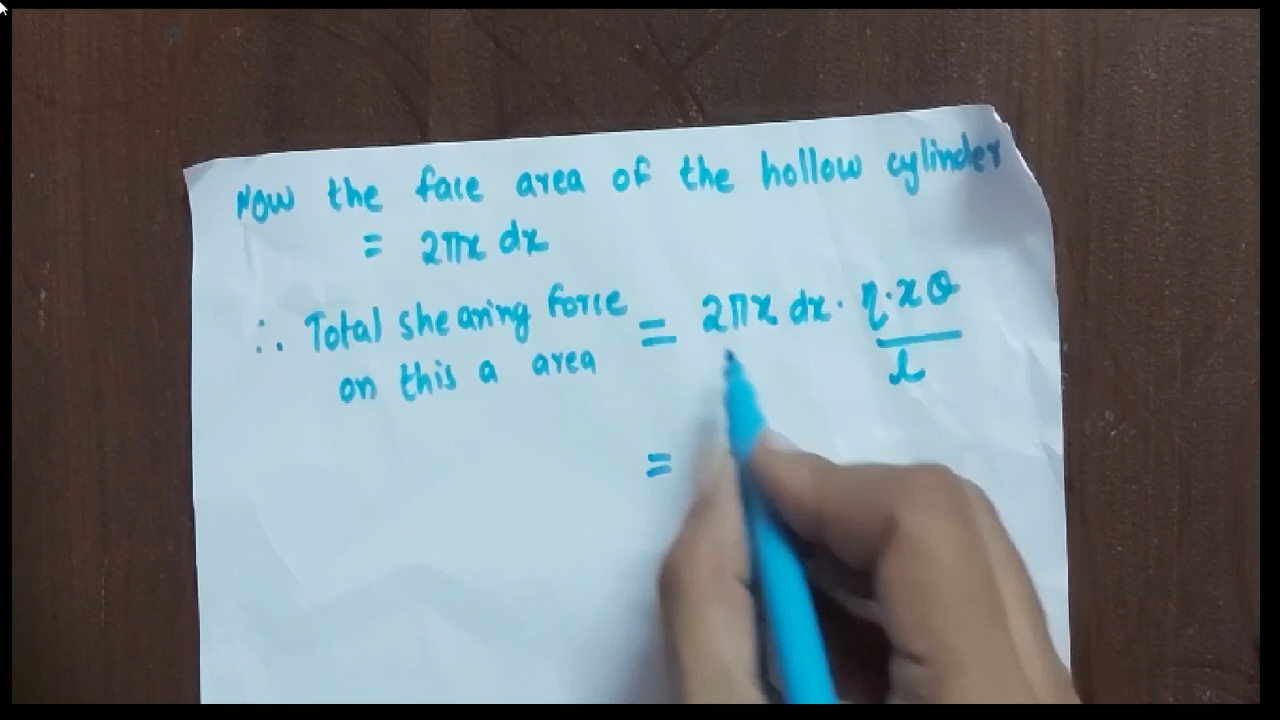 Now the face area of the hollow cylinder
= 2πx dx
∴ Total shearing force = 2πx dx · η·xθ / l
on this a area
=